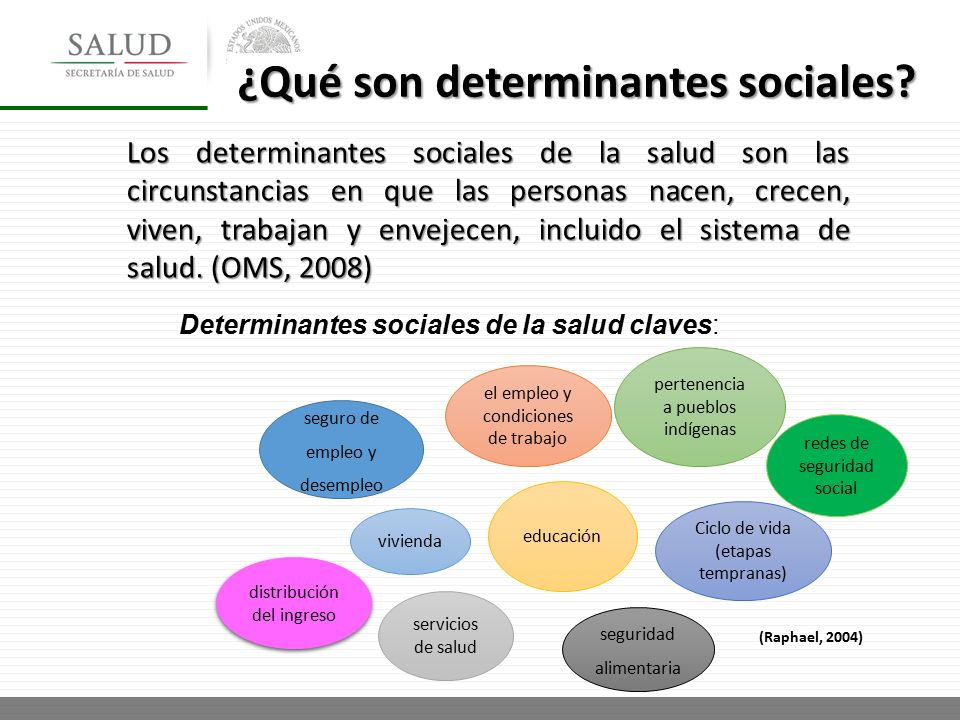 SALUD
SECRETARÍA DE SALUD
ESTADOS UNIDOS MEXICANOS
¿Qué son determinantes sociales?
Los determinantes sociales de la salud son las
circunstancias en que las personas nacen, crecen,
viven, trabajan y envejecen, incluido el sistema de
salud. (OMS, 2008)
Determinantes sociales de la salud claves:
seguro de
empleo y
desempleo
el empleo y
condiciones
de trabajo
pertenencia
a pueblos
indígenas
redes de
seguridad
social
vivienda
educación
Ciclo de vida
(etapas
tempranas)
distribución
del ingreso
servicios
de salud
seguridad
alimentaria
(Raphael, 2004)